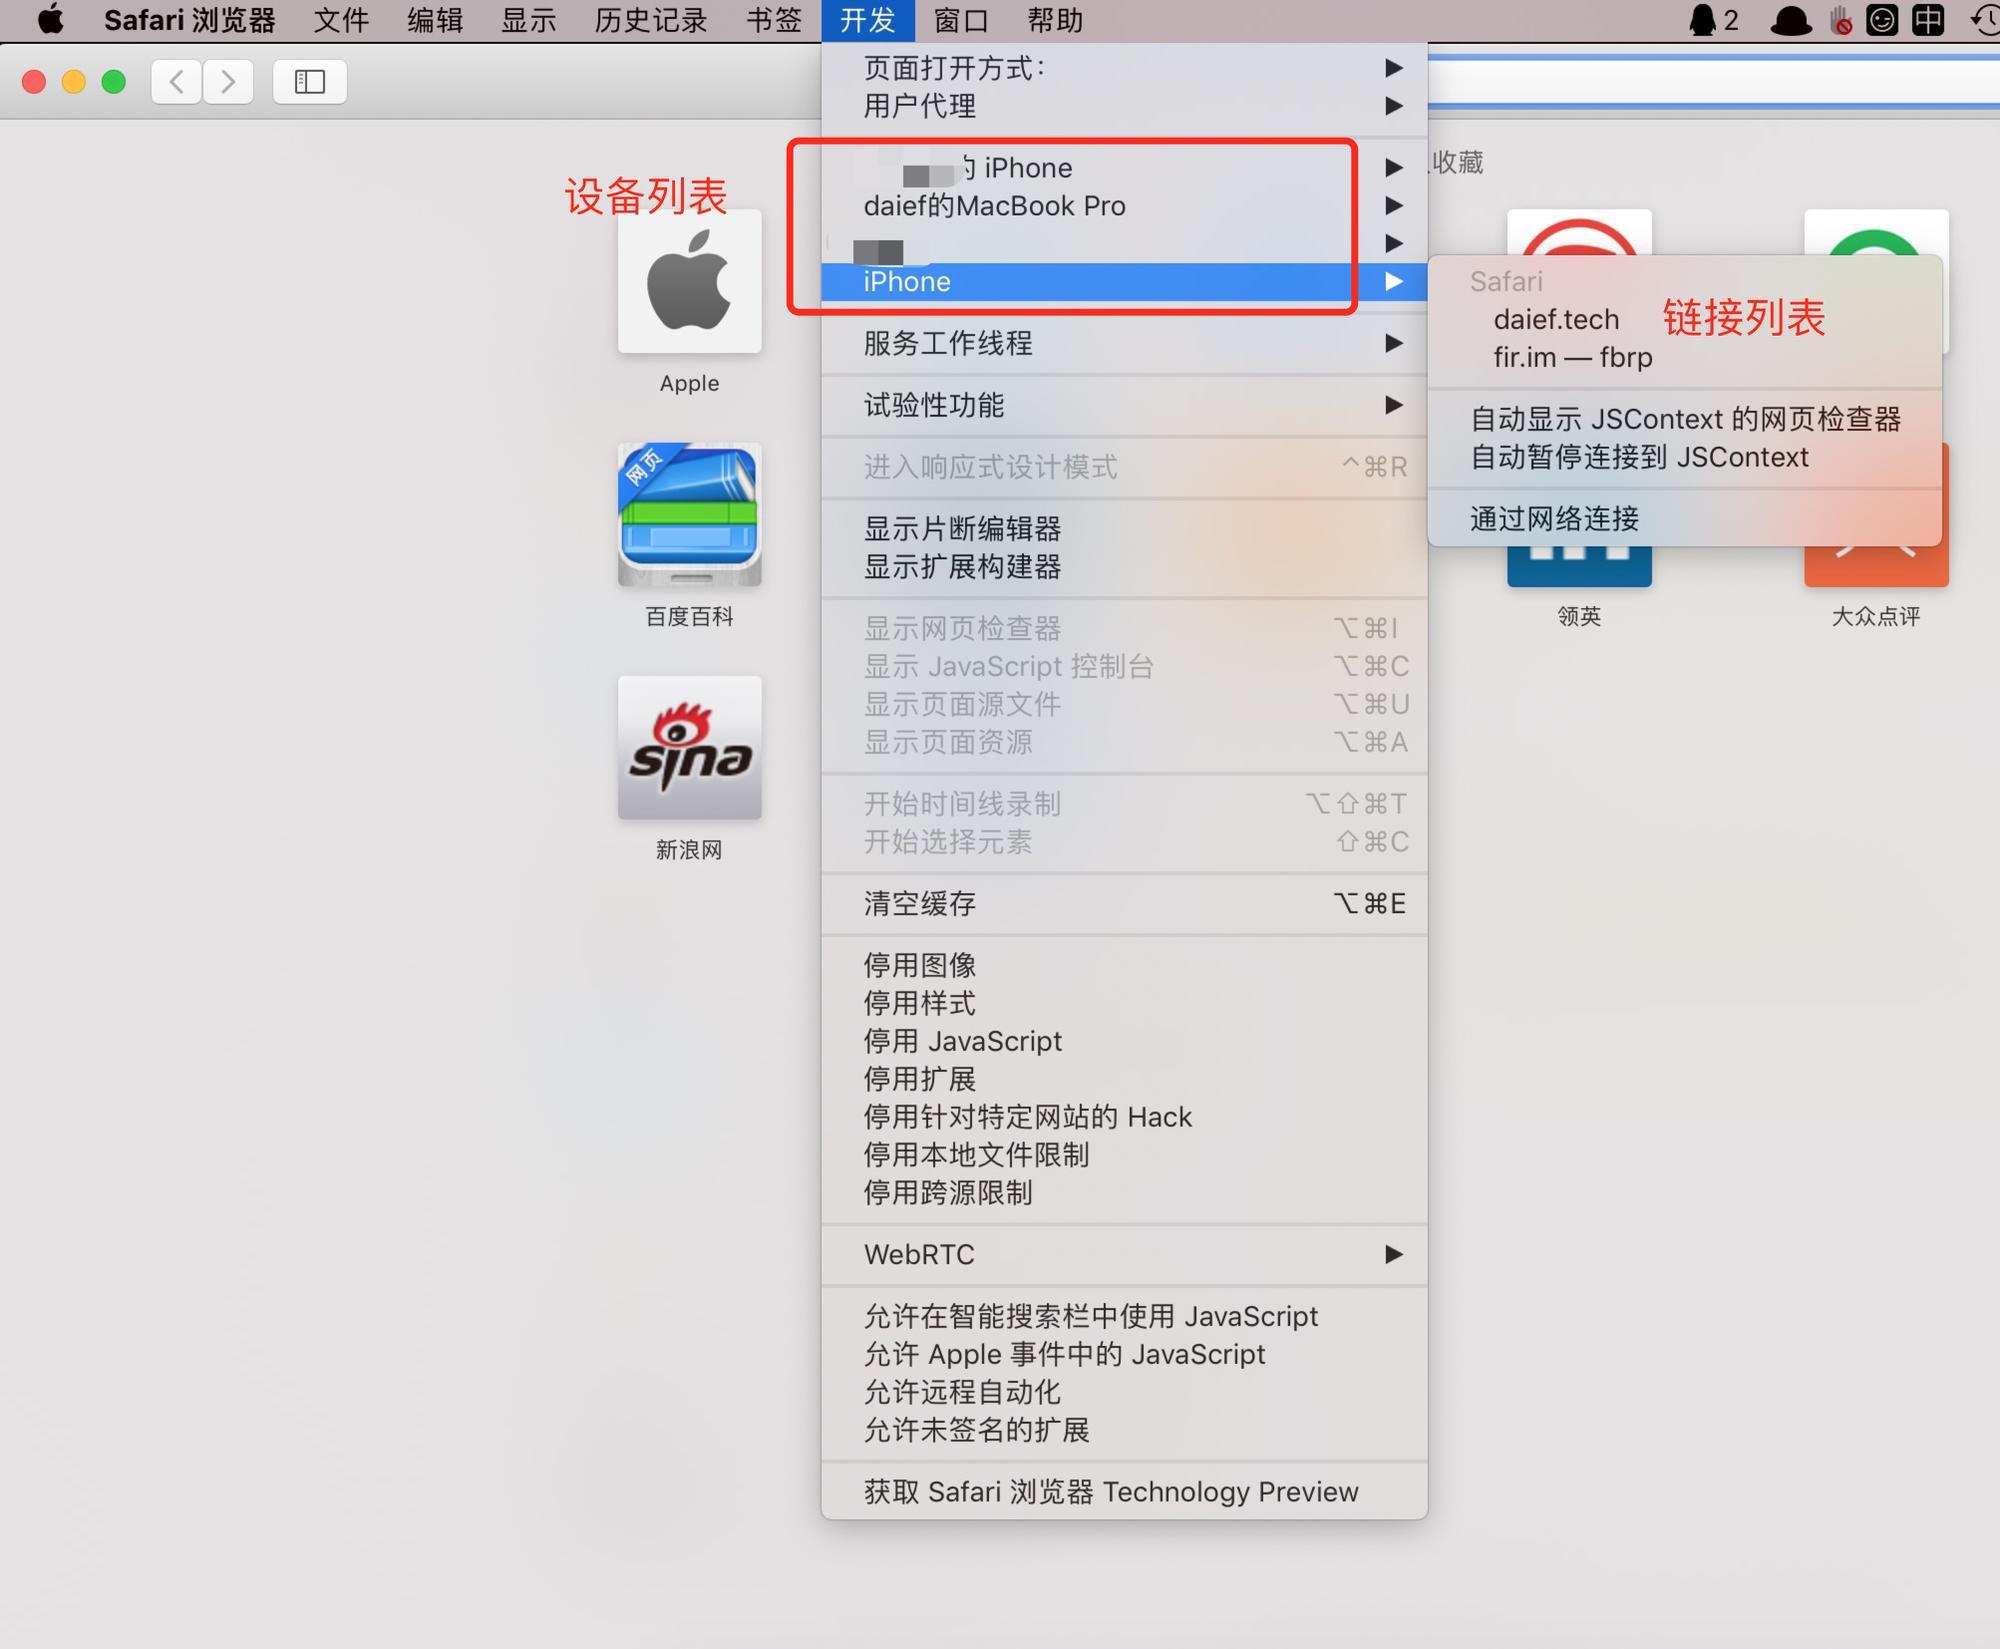 Safari 浏览器 文件 编辑 显示 历史记录 书签 开发 窗口 帮助 2 中
页面打开方式：
用户代理
iPhone
daief的MacBook Pro
iPhone
服务工作线程
试验性功能
进入响应式设计模式 ^⌘R
显示片断编辑器
显示扩展构建器
显示网页检查器 ⌥⌘I
显示 JavaScript 控制台 ⌥⌘C
显示页面源文件 ⌥⌘U
显示页面资源 ⌥⌘A
开始时间线录制 ⌥⇧⌘T
开始选择元素 ⇧⌘C
清空缓存 ⌥⌘E
停用图像
停用样式
停用 JavaScript
停用扩展
停用针对特定网站的 Hack
停用本地文件限制
停用跨源限制
WebRTC
允许在智能搜索栏中使用 JavaScript
允许 Apple 事件中的 JavaScript
允许远程自动化
允许未签名的扩展
获取 Safari 浏览器 Technology Preview
设备列表
Apple
网页
百度百科
sina
新浪网
收藏
Safari
daief.tech
链接列表
fir.im — fbrp
自动显示 JSContext 的网页检查器
自动暂停连接到 JSContext
通过网络连接
领英
大众点评